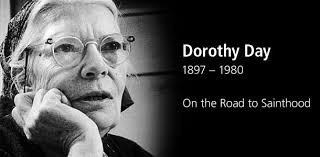 Dorothy Day
1897 – 1980
On the Road to Sainthood